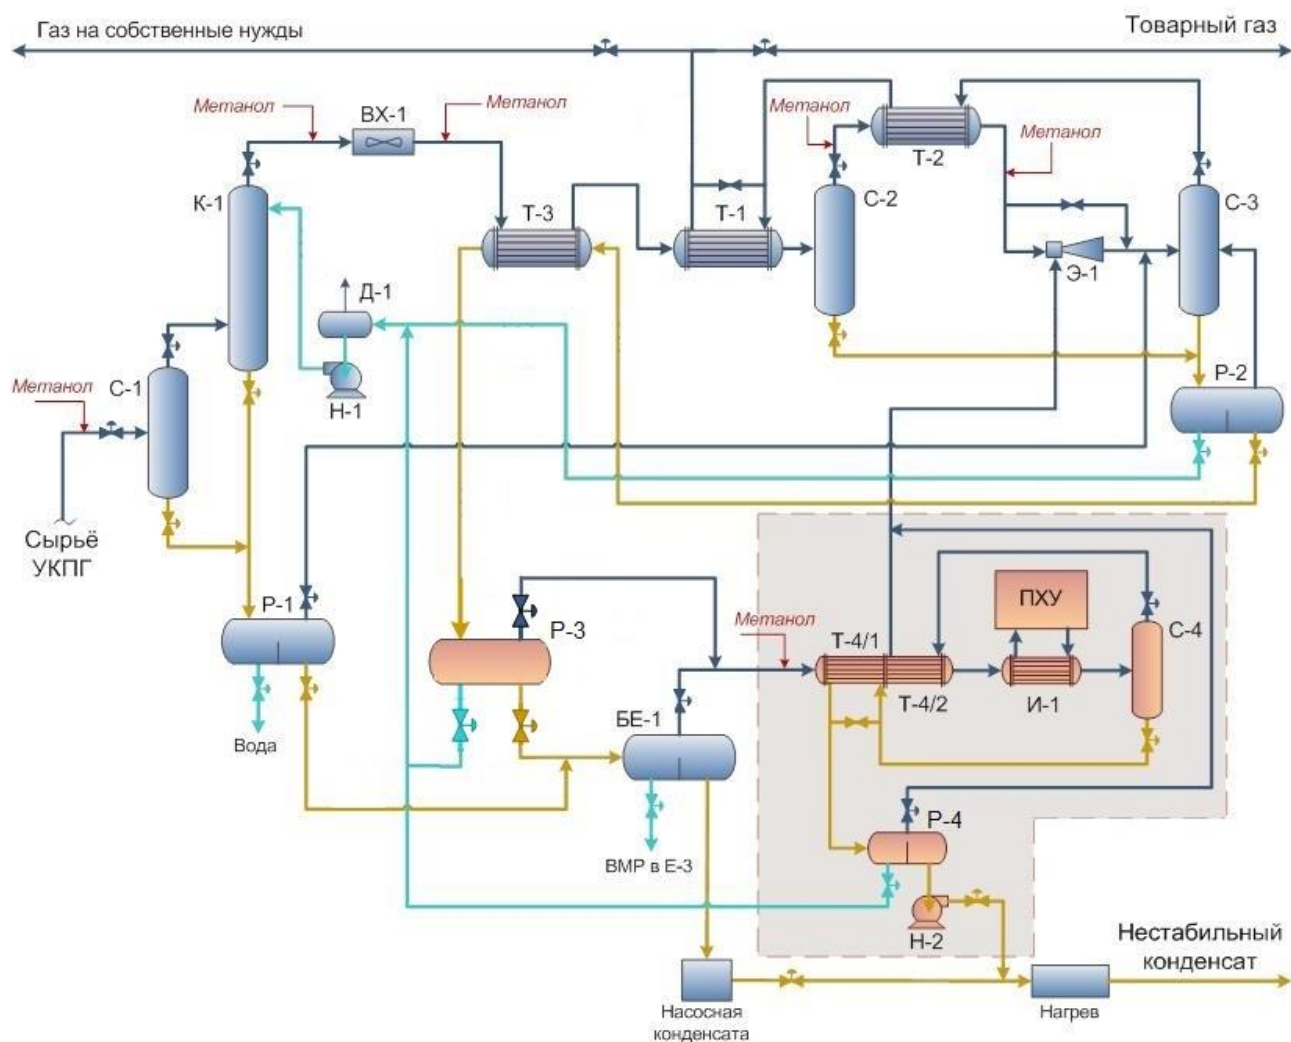 Газ на собственные нужды
Товарный газ
Метанол
ВХ-1
Метанол
Метанол
Т-2
Метанол
К-1
Т-3
Т-1
С-2
С-3
Э-1
Д-1
Н-1
Метанол
С-1
Р-2
Сырьё
УКПГ
Р-1
Вода
Р-3
Метанол
Т-4/1
ПХУ
С-4
Т-4/2
И-1
БЕ-1
ВМР в Е-3
Р-4
Н-2
Насосная
конденсата
Нагрев
Нестабильный
конденсат